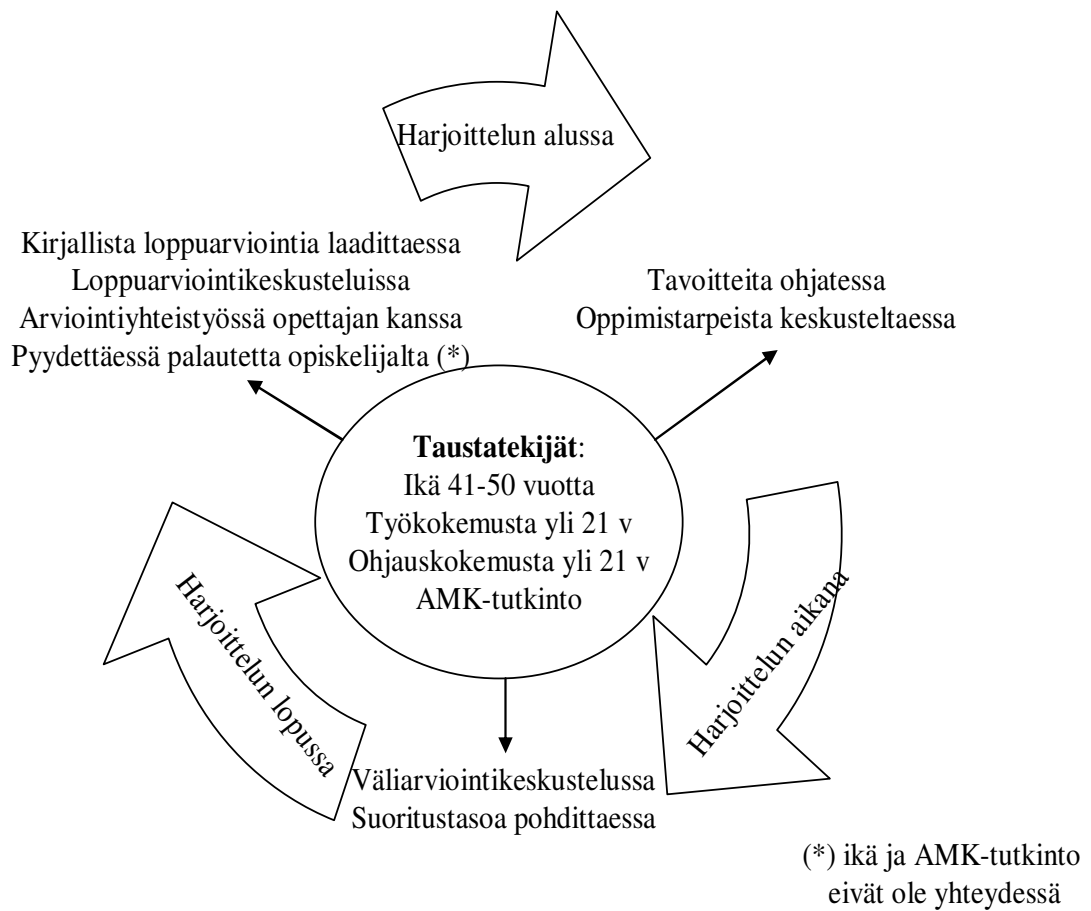 Harjoittelun alussa
Kirjallista loppuarviointia laadittaessa
Loppuarviointikeskusteluissa
Arviointiyhteistyössä opettajan kanssa
Pyydettäessä palautetta opiskelijalta (*)
Tavoitteita ohjatessa
Oppimistarpeista keskusteltaessa
Taustatekijät:
Ikä 41-50 vuotta
Työkokemusta yli 21 v
Ohjauskokemusta yli 21 v
AMK-tutkinto
Harjoittelun aikana
Harjoittelun lopussa
Väliarviointikeskustelussa
Suoritustasoa pohdittaessa
(*) ikä ja AMK-tutkinto
eivät ole yhteydessä